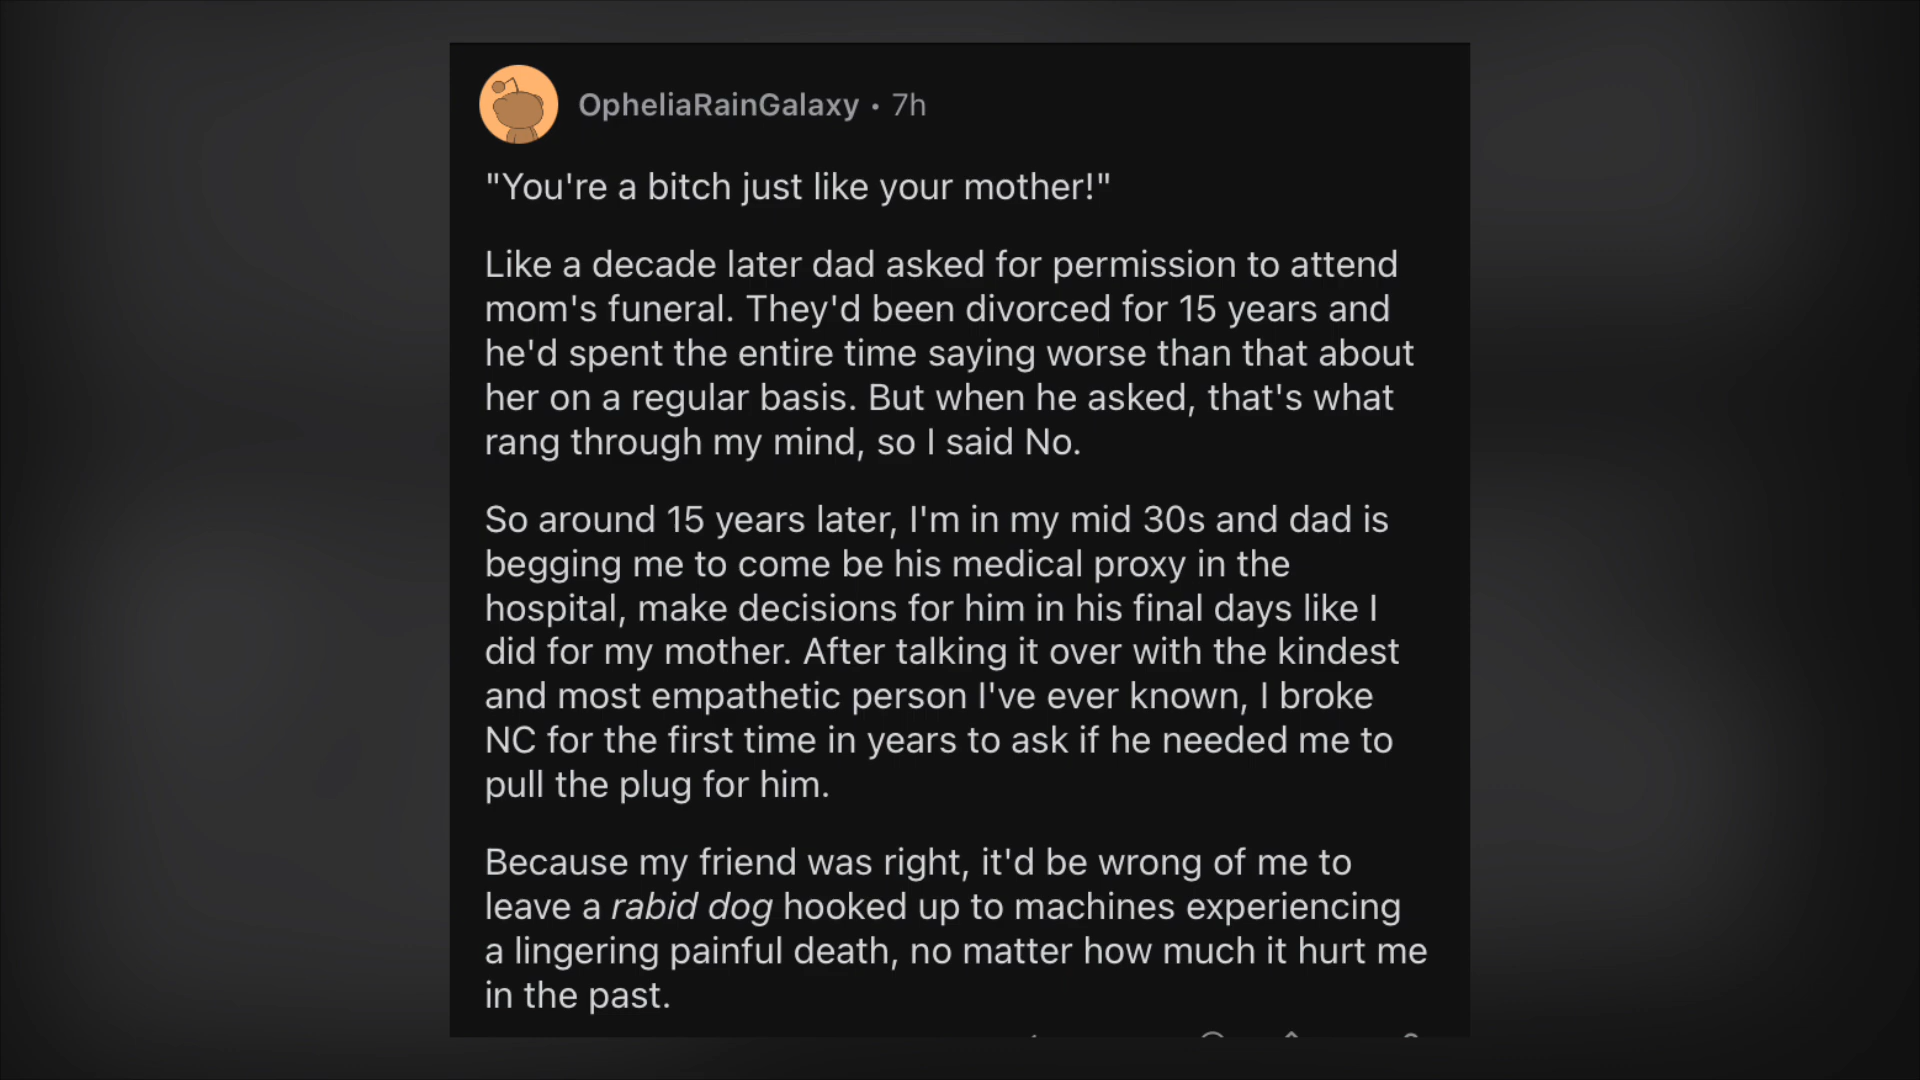 OpheliaRainGalaxy • 7h
"You're a bitch just like your mother!"
Like a decade later dad asked for permission to attend
mom's funeral. They'd been divorced for 15 years and
he'd spent the entire time saying worse than that about
her on a regular basis. But when he asked, that's what
rang through my mind, so I said No.
So around 15 years later, I'm in my mid 30s and dad is
begging me to come be his medical proxy in the
hospital, make decisions for him in his final days like I
did for my mother. After talking it over with the kindest
and most empathetic person I've ever known, I broke
NC for the first time in years to ask if he needed me to
pull the plug for him.
Because my friend was right, it'd be wrong of me to
leave a rabid dog hooked up to machines experiencing
a lingering painful death, no matter how much it hurt me
in the past.